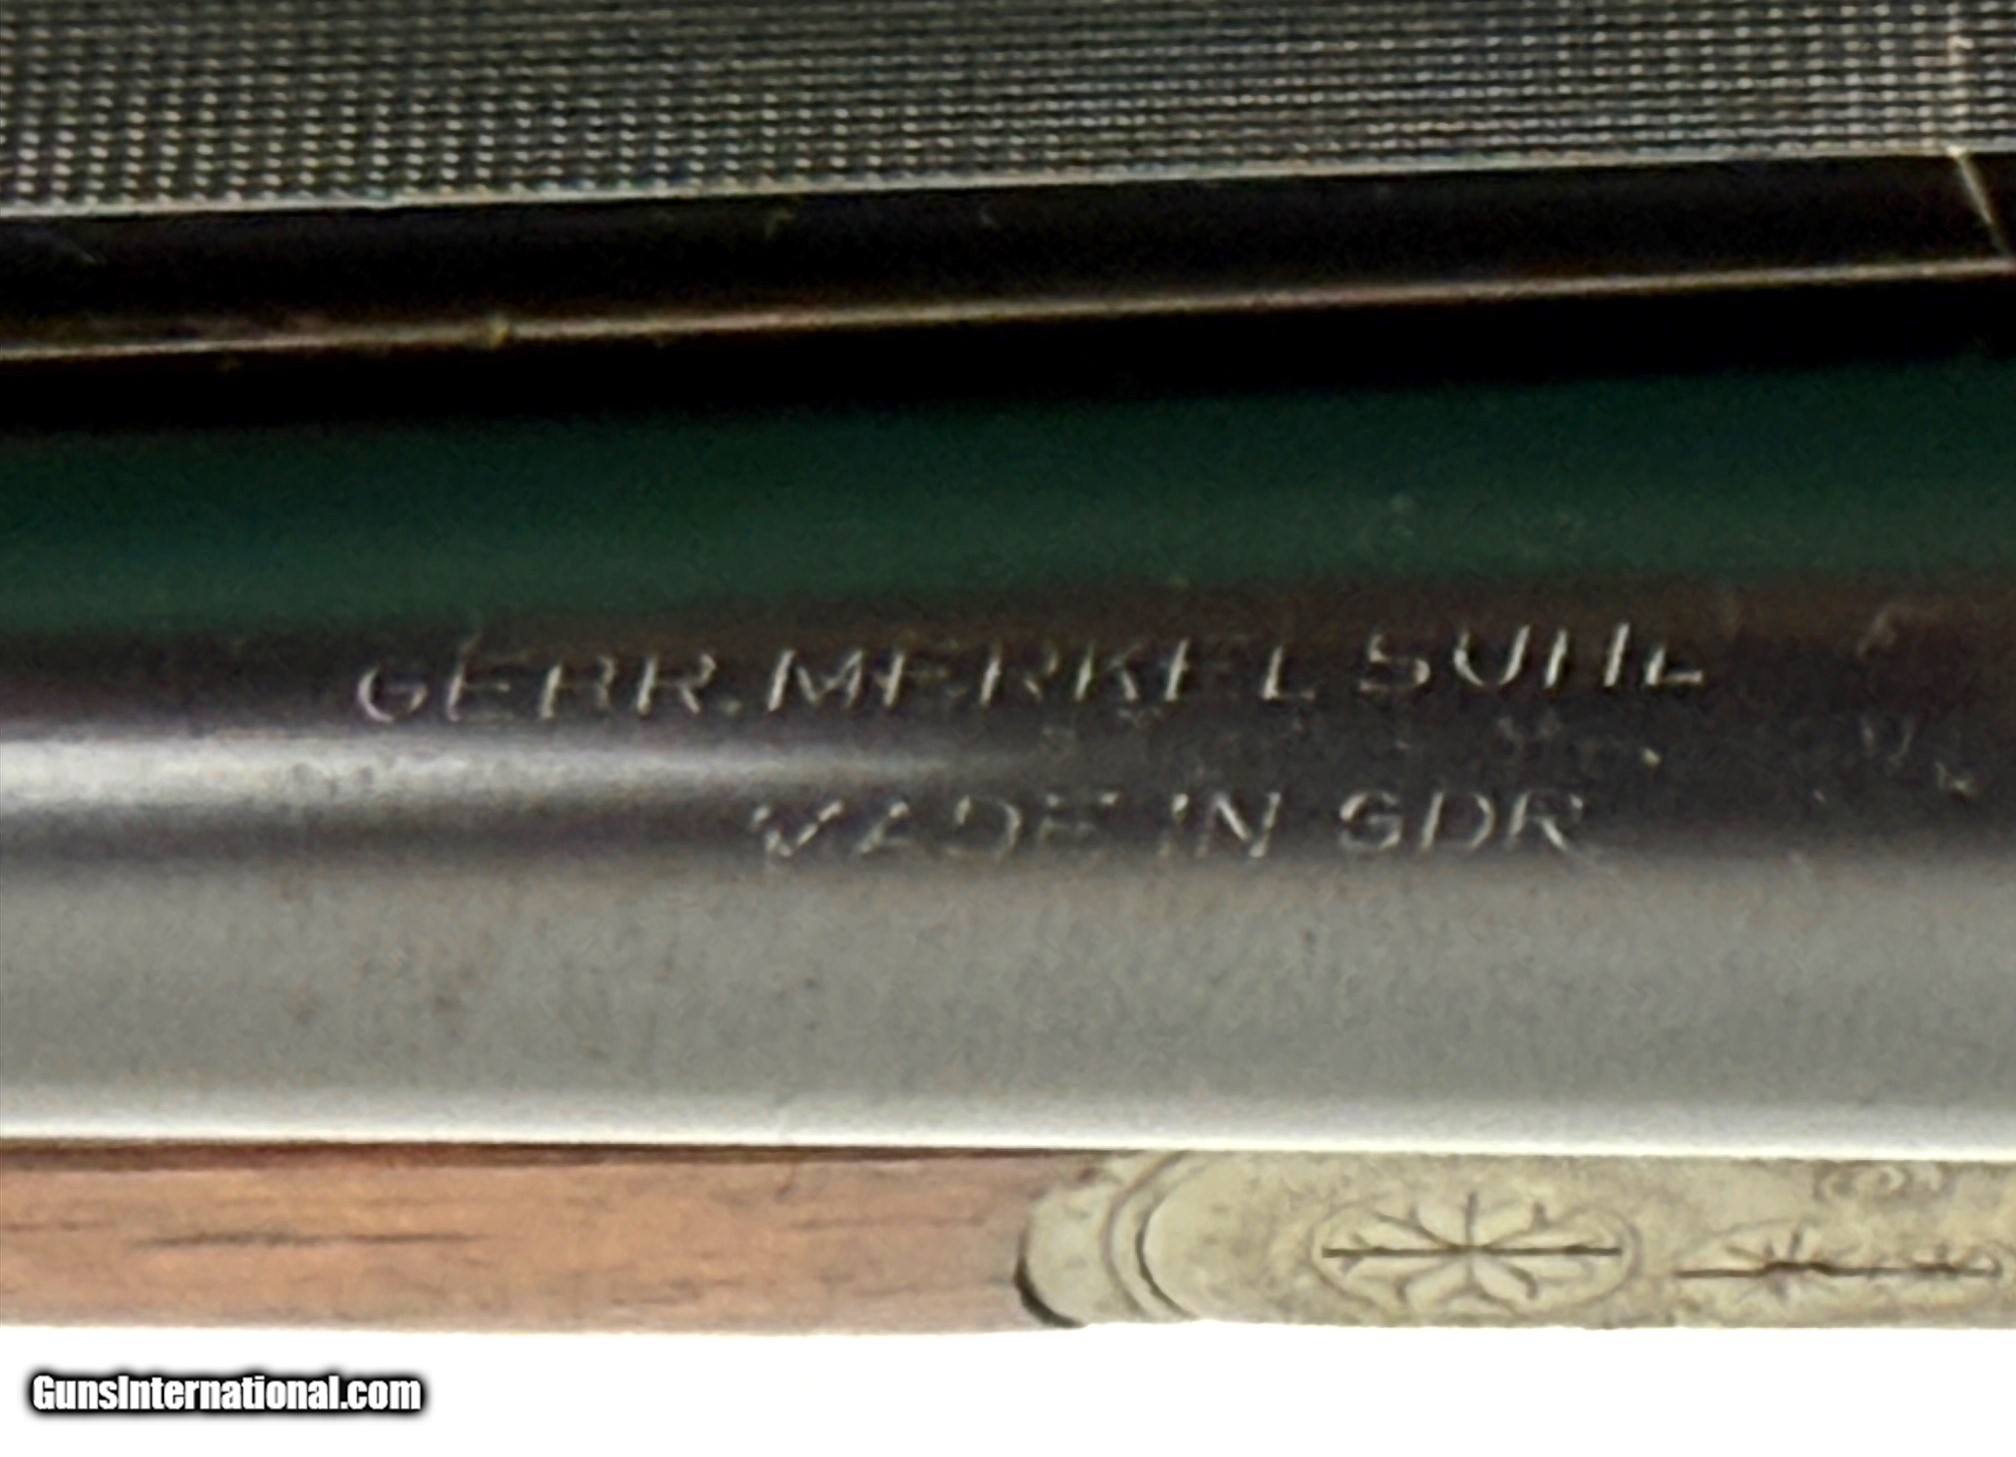 GEBR. MERKEL SUHL
MADE IN GDR
GunsInternational.com